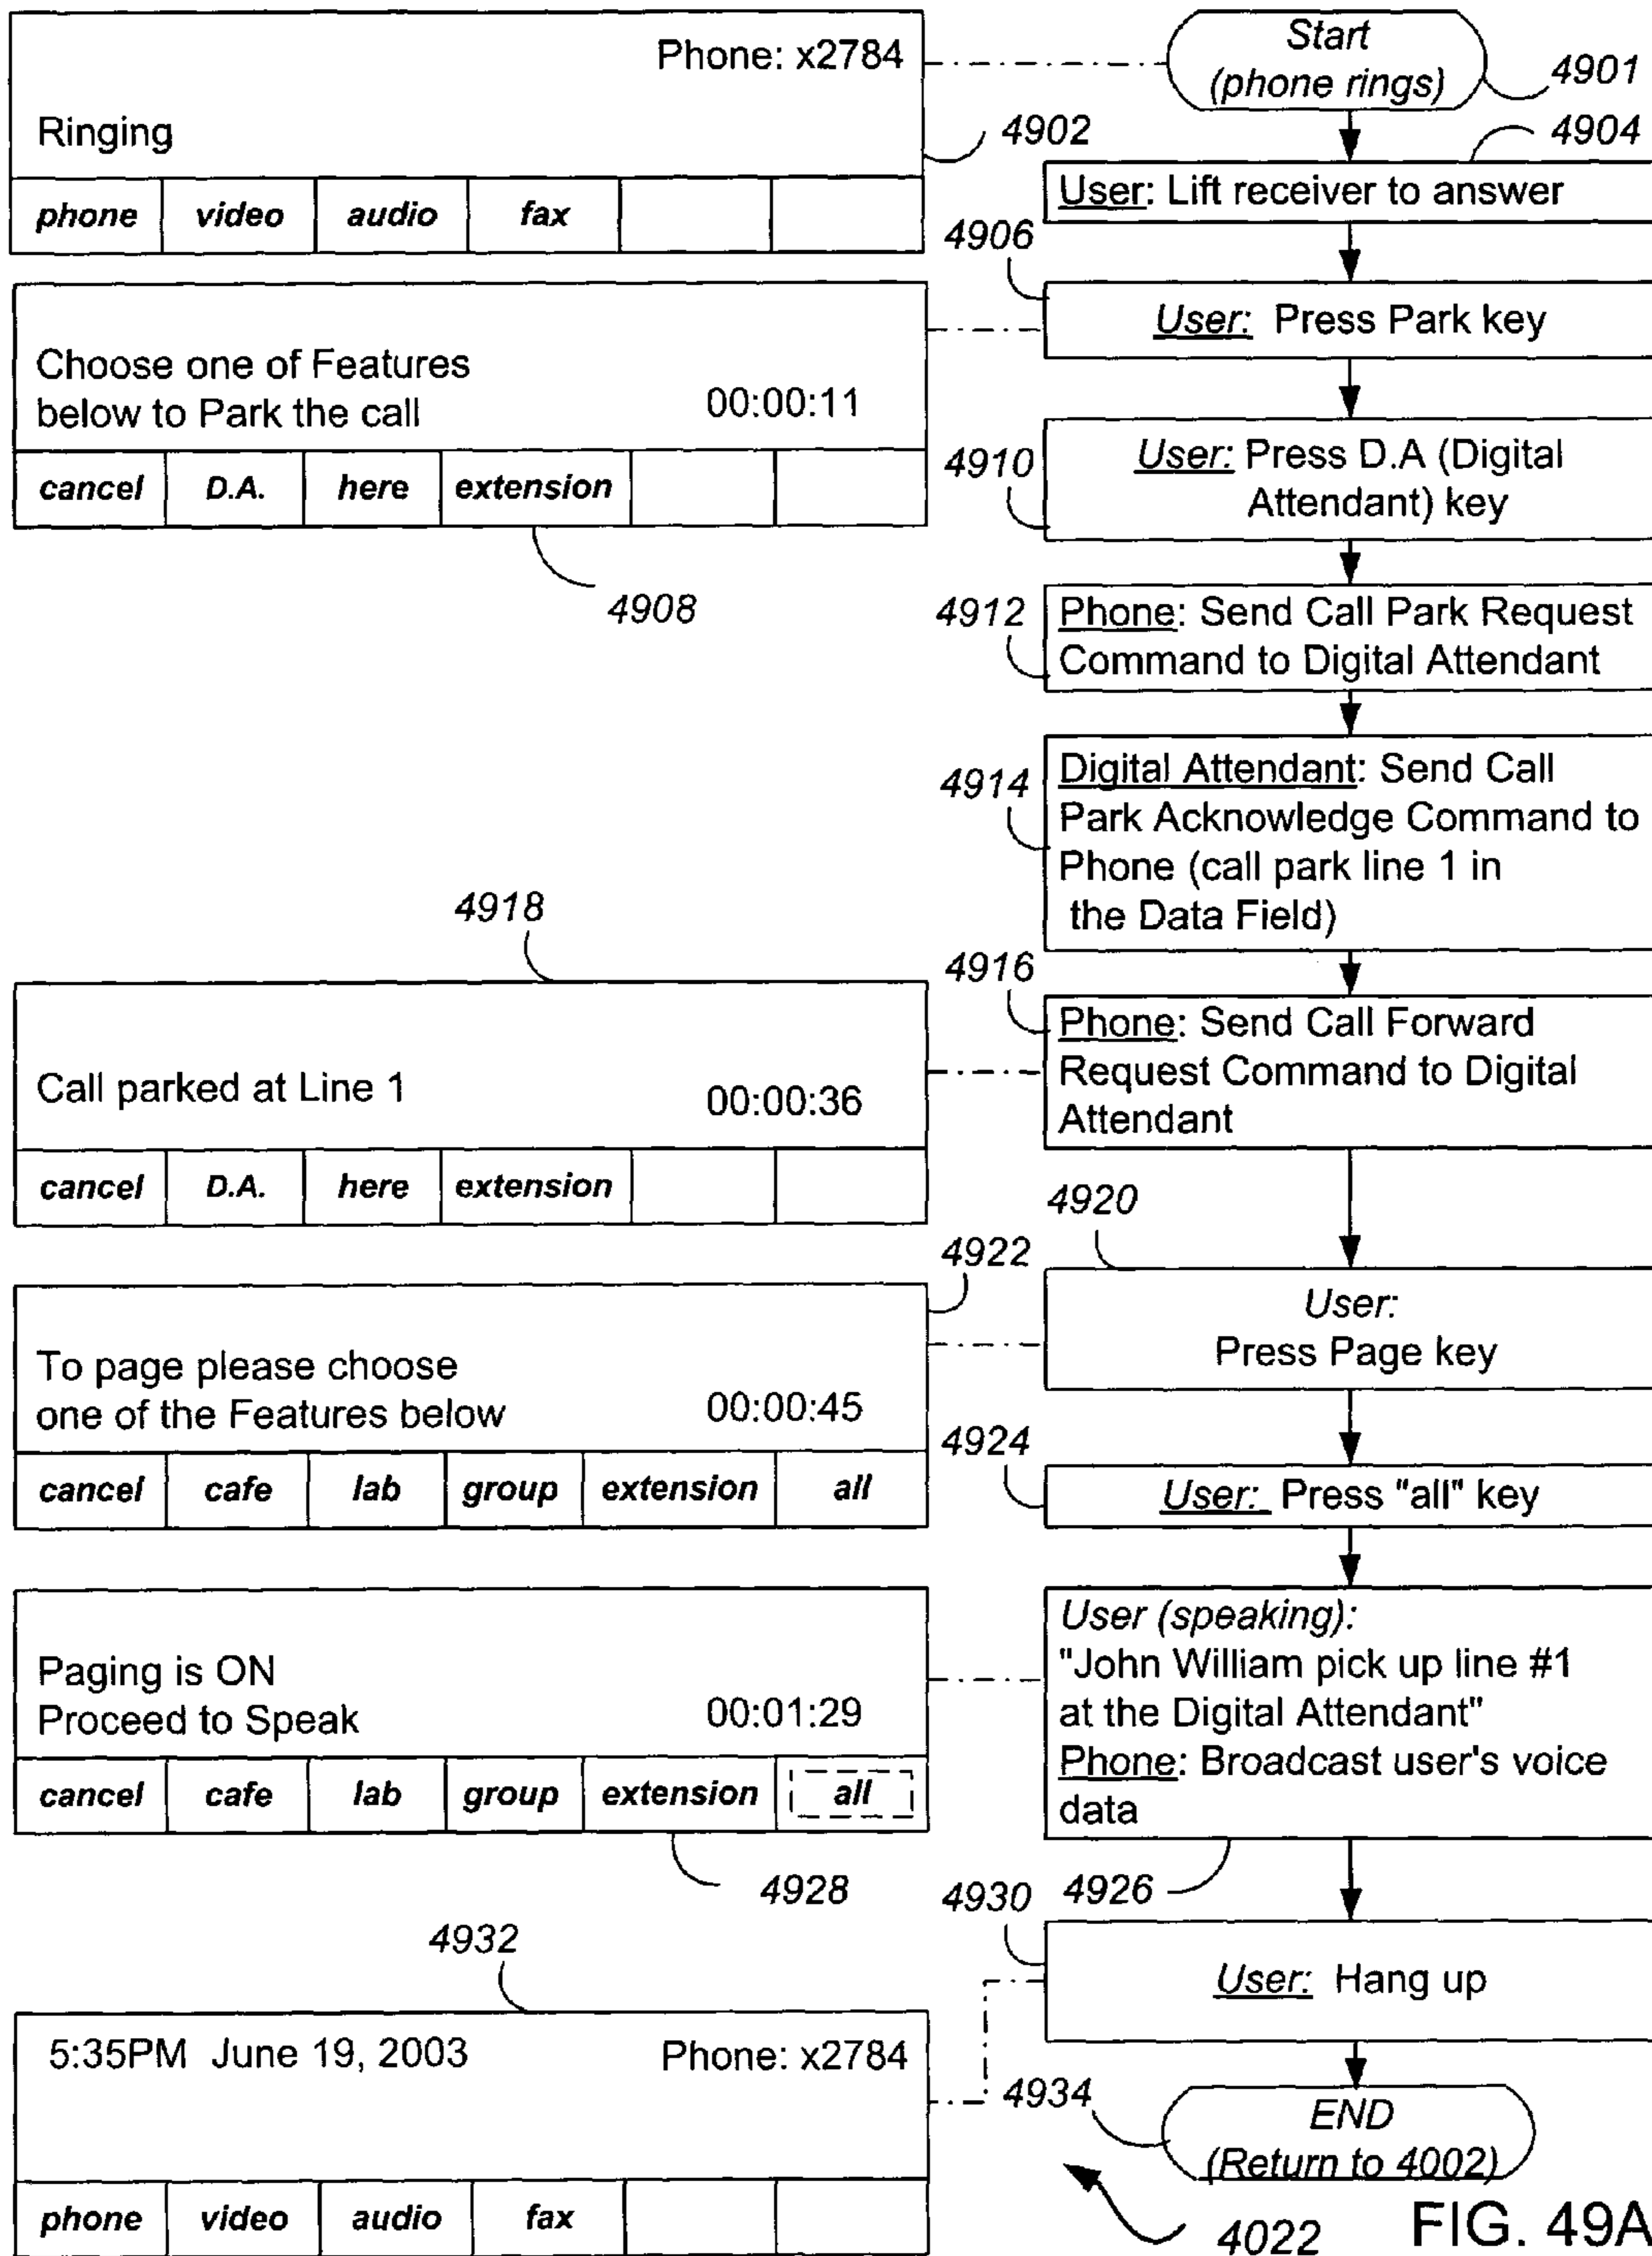 Phone: x2784
Start
(phone rings)
4901
Ringing
4902
4904
phone video audio fax
User: Lift receiver to answer
4906
User: Press Park key
Choose one of Features
below to Park the call 00:00:11
cancel D.A. here extension
4908
4910
User: Press D.A (Digital
Attendant) key
4912
Phone: Send Call Park Request
Command to Digital Attendant
4914
Digital Attendant: Send Call
Park Acknowledge Command to
Phone (call park line 1 in
the Data Field)
4918
4916
Call parked at Line 1 00:00:36
cancel D.A. here extension
Phone: Send Call Forward
Request Command to Digital
Attendant
4920
4922
User:
Press Page key
To page please choose
one of the Features below 00:00:45
cancel cafe lab group extension all
4924
User: Press "all" key
Paging is ON
Proceed to Speak 00:01:29
cancel cafe lab group extension all
4928
User (speaking):
"John William pick up line #1
at the Digital Attendant"
Phone: Broadcast user's voice
data
4926
4930
User: Hang up
4932
5:35PM June 19, 2003 Phone: x2784
phone video audio fax
4934
END
(Return to 4002)
4022
FIG. 49A